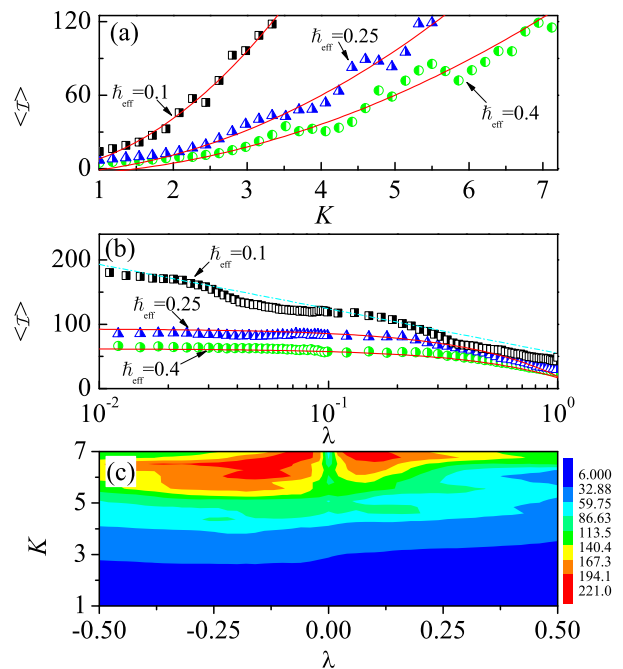 (a)
ħeff=0.1
ħeff=0.25
ħeff=0.4
<𝓘>
120
60
0
1 2 3 4 5 6 7
K
(b)
ħeff=0.1
ħeff=0.25
ħeff=0.4
<𝓘>
200
100
0
10⁻² 10⁻¹ 10⁰
λ
(c)
K
7
5
3
1
-0.50 -0.25 0.00 0.25 0.50
λ
6.000
32.88
59.75
86.63
113.5
140.4
167.3
194.1
221.0